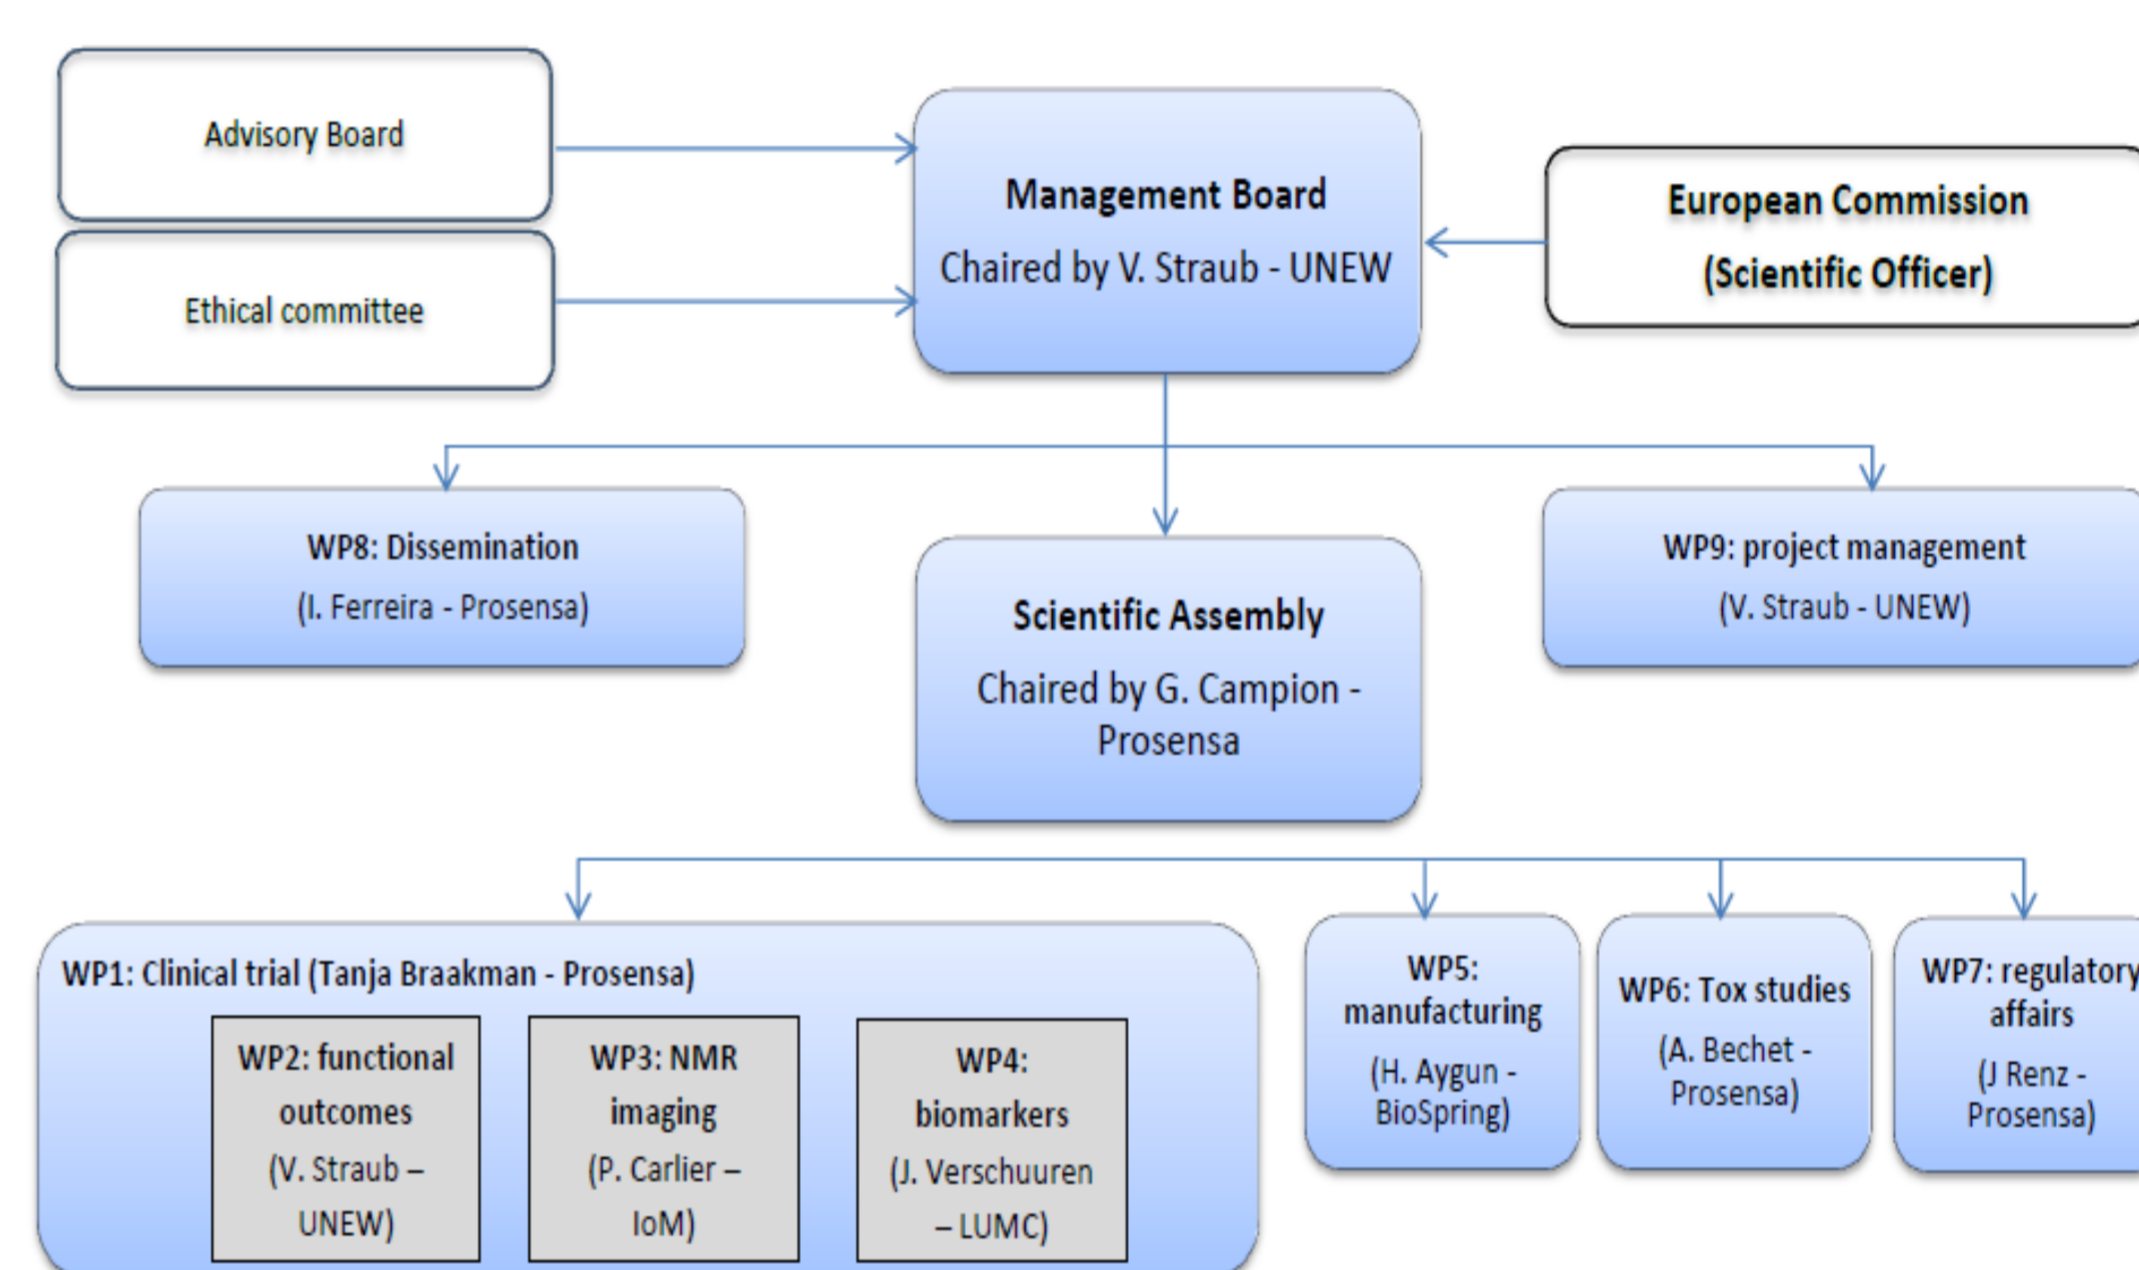 Advisory Board
Ethical committee
Management Board
Chaired by V. Straub - UNEW
European Commission
(Scientific Officer)
WP8: Dissemination
(I. Ferreira - Prosensa)
Scientific Assembly
Chaired by G. Campion -
Prosensa
WP9: project management
(V. Straub - UNEW)
WP1: Clinical trial (Tanja Braakman - Prosensa)
WP2: functional
outcomes
(V. Straub –
UNEW)
WP3: NMR
imaging
(P. Carlier –
IoM)
WP4:
biomarkers
(J. Verschuuren
– LUMC)
WP5:
manufacturing
(H. Aygun -
BioSpring)
WP6: Tox studies
(A. Bechet -
Prosensa)
WP7: regulatory
affairs
(J Renz -
Prosensa)